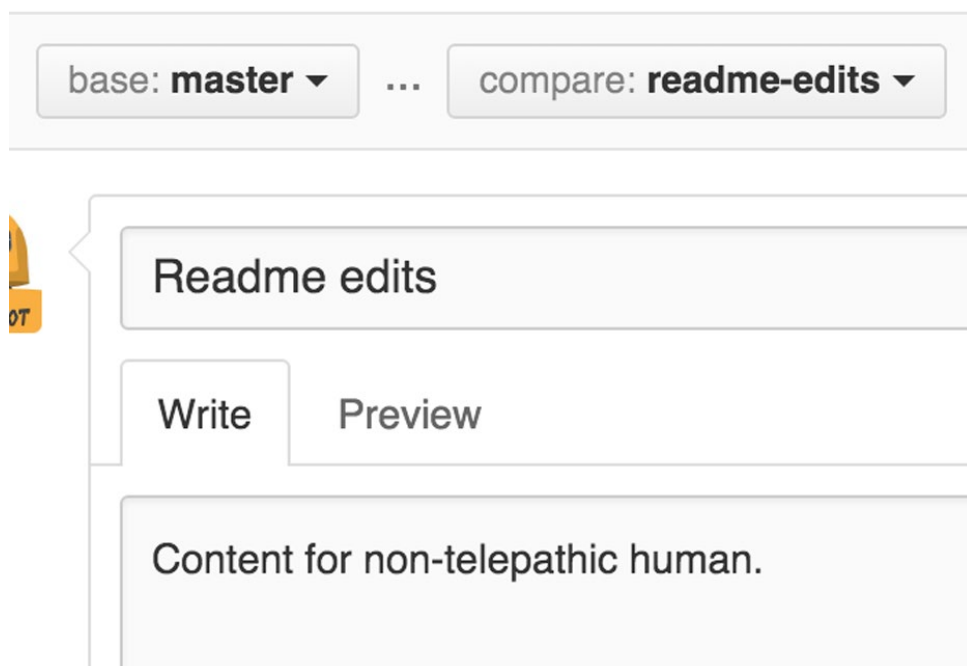 base: master
...
compare: readme-edits
Readme edits
Write
Preview
Content for non-telepathic human.